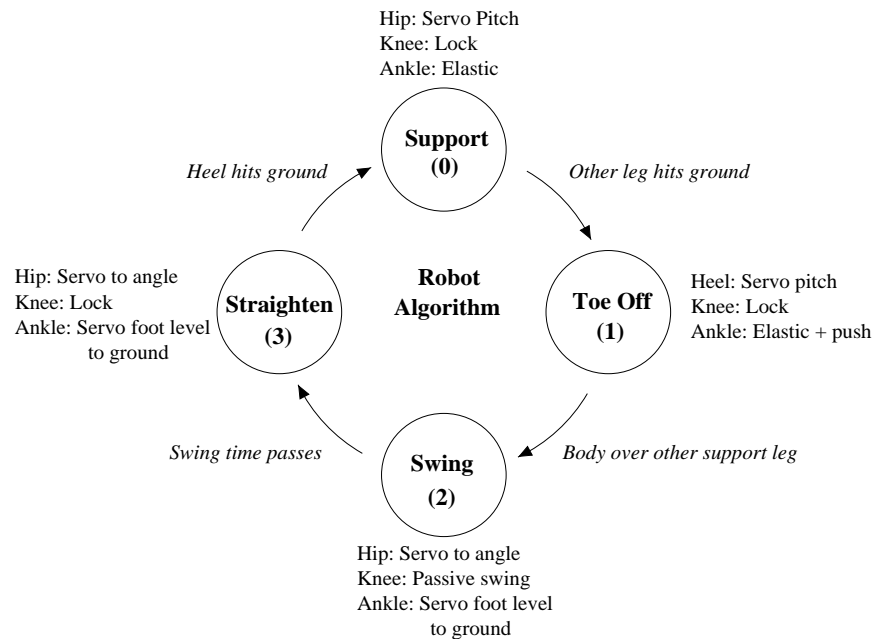 Hip: Servo Pitch
Knee: Lock
Ankle: Elastic
Support
(0)
Heel hits ground
Other leg hits ground
Hip: Servo to angle
Knee: Lock
Ankle: Servo foot level
to ground
Straighten
(3)
Robot
Algorithm
Toe Off
(1)
Heel: Servo pitch
Knee: Lock
Ankle: Elastic + push
Swing time passes
Body over other support leg
Swing
(2)
Hip: Servo to angle
Knee: Passive swing
Ankle: Servo foot level
to ground